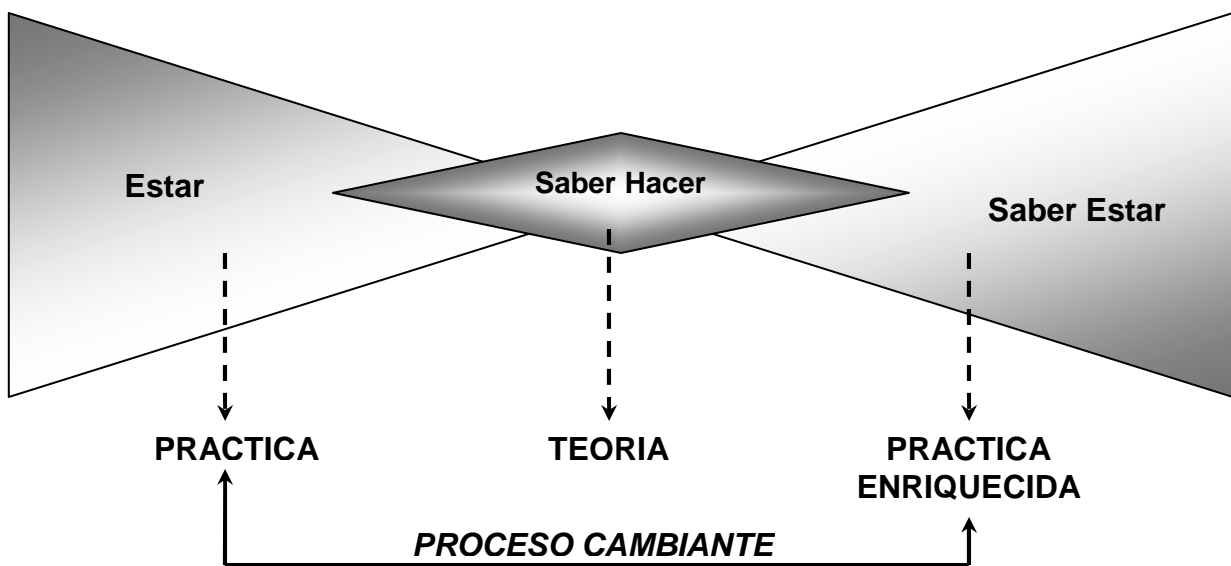 Estar
Saber Hacer
Saber Estar
PRACTICA
TEORIA
PRACTICA
ENRIQUECIDA
PROCESO CAMBIANTE